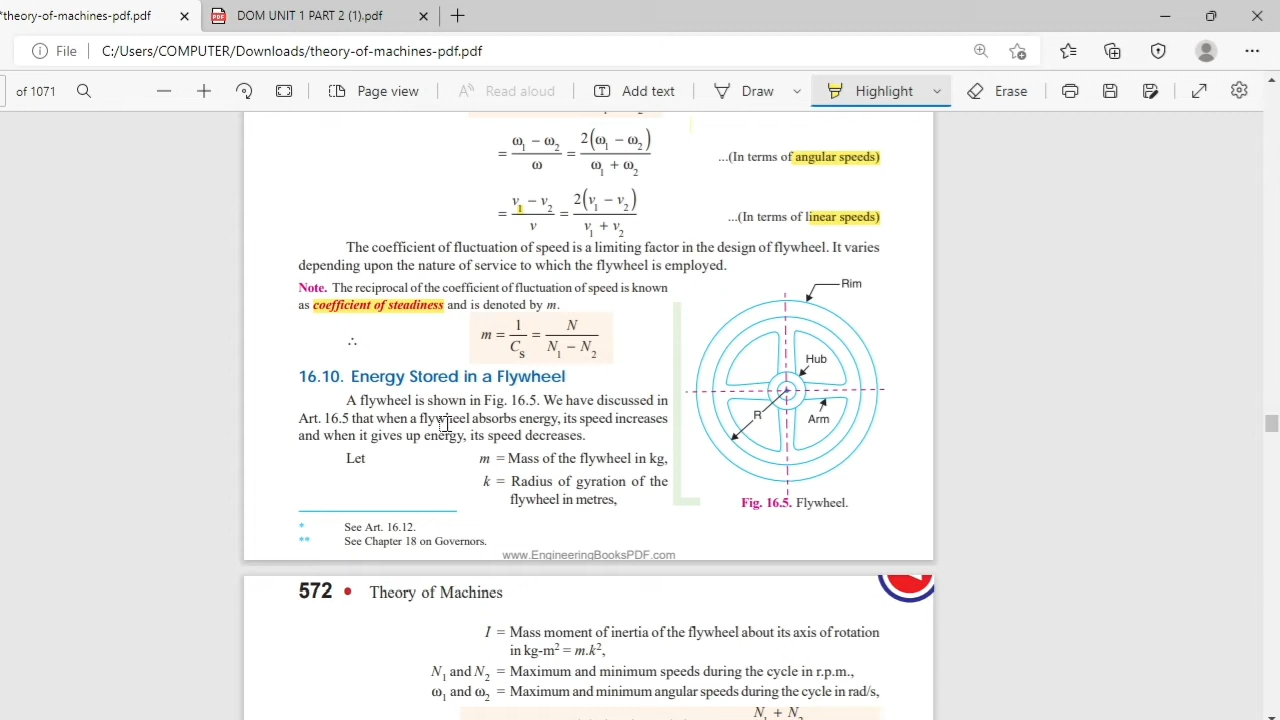 *theory-of-machines-pdf.pdf
DOM UNIT 1 PART 2 (1).pdf
File C:/Users/COMPUTER/Downloads/theory-of-machines-pdf.pdf
of 1071 Page view Read aloud Add text Draw Highlight Erase
= (ω₁ − ω₂)/ω = 2(ω₁ − ω₂)/(ω₁ + ω₂) ...(In terms of angular speeds)
= (v₁ − v₂)/v = 2(v₁ − v₂)/(v₁ + v₂) ...(In terms of linear speeds)
The coefficient of fluctuation of speed is a limiting factor in the design of flywheel. It varies
depending upon the nature of service to which the flywheel is employed.
Note. The reciprocal of the coefficient of fluctuation of speed is known
as coefficient of steadiness and is denoted by m.
∴ m = 1/Cs = N/(N₁ − N₂)
16.10. Energy Stored in a Flywheel
A flywheel is shown in Fig. 16.5. We have discussed in
Art. 16.5 that when a flywheel absorbs energy, its speed increases
and when it gives up energy, its speed decreases.
Let m = Mass of the flywheel in kg,
k = Radius of gyration of the
flywheel in metres,
Rim
Hub
R
Arm
Fig. 16.5. Flywheel.
* See Art. 16.12.
** See Chapter 18 on Governors.
www.EngineeringBooksPDF.com
572 • Theory of Machines
I = Mass moment of inertia of the flywheel about its axis of rotation
in kg-m² = m.k²,
N₁ and N₂ = Maximum and minimum speeds during the cycle in r.p.m.,
ω₁ and ω₂ = Maximum and minimum angular speeds during the cycle in rad/s,
N₁ + N₂